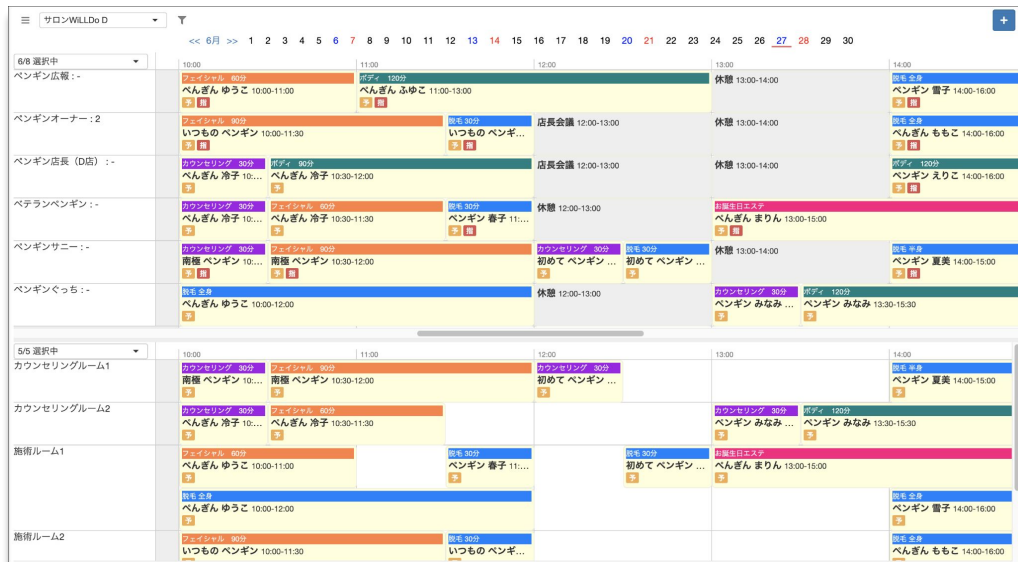 サロンWiLLDo D
<< 6月 >> 1 2 3 4 5 6 7 8 9 10 11 12 13 14 15 16 17 18 19 20 21 22 23 24 25 26 27 28 29 30
6/8 選択中
10:00 11:00 12:00 13:00 14:00
ペンギン広報 : -
フェイシャル 60分 ボディ 120分 休憩 13:00-14:00 脱毛 全身
ぺんぎん ゆうこ 10:00-11:00 ぺんぎん ふゆこ 11:00-13:00 ペンギン 雪子 14:00-16:00
予 指 予 指 予 指
ペンギンオーナー : 2
フェイシャル 90分 脱毛 30分 店長会議 12:00-13:00 休憩 13:00-14:00 脱毛 全身
いつもの ペンギン 10:00-11:30 いつもの ペンギ... ぺんぎん ももこ 14:00-16:00
予 指 予 指 予 指
ペンギン店長（D店）: -
カウンセリング 30分 ボディ 90分 店長会議 12:00-13:00 休憩 13:00-14:00 ボディ 120分
ぺんぎん 冷子 10:... ぺんぎん 冷子 10:30-12:00 ペンギン えりこ 14:00-16:00
予 予 予 指
ベテランペンギン : -
カウンセリング 30分 フェイシャル 60分 脱毛 30分 休憩 12:00-13:00 お誕生日エステ
ぺんぎん 冷子 10:... ぺんぎん 冷子 10:30-11:30 ペンギン 春子 11:... ぺんぎん まりん 13:00-15:00
予 予 予 指 予 指
ペンギンサニー : -
カウンセリング 30分 フェイシャル 90分 カウンセリング 30分 脱毛 30分 休憩 13:00-14:00 脱毛 半身
南極 ペンギン 10:... 南極 ペンギン 10:30-12:00 初めて ペンギン ... 初めて ペンギン ... ペンギン 夏美 14:00-15:00
予 指 予 指 予 予 予 指
ペンギンぐっち : -
脱毛 全身 休憩 12:00-13:00 カウンセリング 30分 ボディ 120分
ぺんぎん ゆうこ 10:00-12:00 ペンギン みなみ ... ペンギン みなみ 13:30-15:30
予 予 予
5/5 選択中
10:00 11:00 12:00 13:00 14:00
カウンセリングルーム1
カウンセリング 30分 フェイシャル 90分 カウンセリング 30分 脱毛 半身
南極 ペンギン 10:... 南極 ペンギン 10:30-12:00 初めて ペンギン ... ペンギン 夏美 14:00-15:00
予 予 予 予
カウンセリングルーム2
カウンセリング 30分 フェイシャル 60分 カウンセリング 30分 ボディ 120分
ぺんぎん 冷子 10:... ぺんぎん 冷子 10:30-11:30 ペンギン みなみ ... ペンギン みなみ 13:30-15:30
予 予 予 予
施術ルーム1
フェイシャル 60分 脱毛 30分 脱毛 30分 お誕生日エステ
ぺんぎん ゆうこ 10:00-11:00 ペンギン 春子 11:... 初めて ペンギン ... ぺんぎん まりん 13:00-15:00
予 予 予 予
脱毛 全身 脱毛 全身
ぺんぎん ゆうこ 10:00-12:00 ペンギン 雪子 14:00-16:00
予 予
施術ルーム2
フェイシャル 90分 脱毛 30分 脱毛 全身
いつもの ペンギン 10:00-11:30 いつもの ペンギ... ぺんぎん ももこ 14:00-16:00